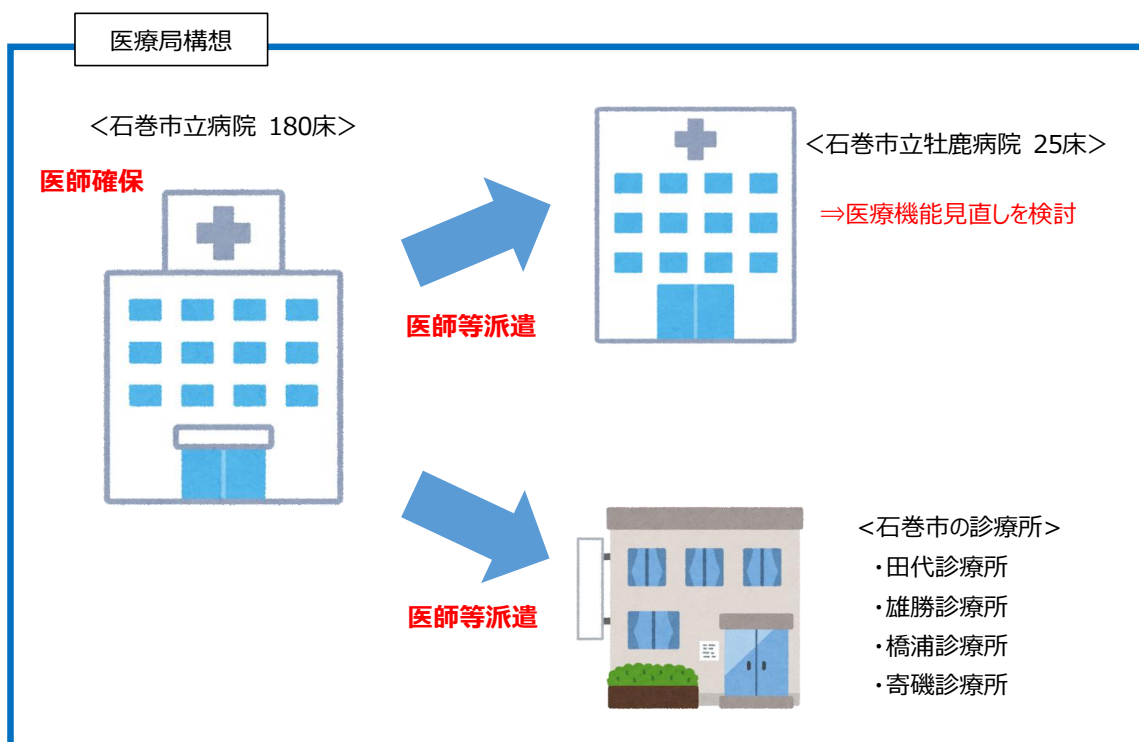 医療局構想
＜石巻市立病院 180床＞
医師確保
医師等派遣
＜石巻市立牡鹿病院 25床＞
⇒医療機能見直しを検討
医師等派遣
<石巻市の診療所>
・田代診療所
・雄勝診療所
・橋浦診療所
・寄磯診療所